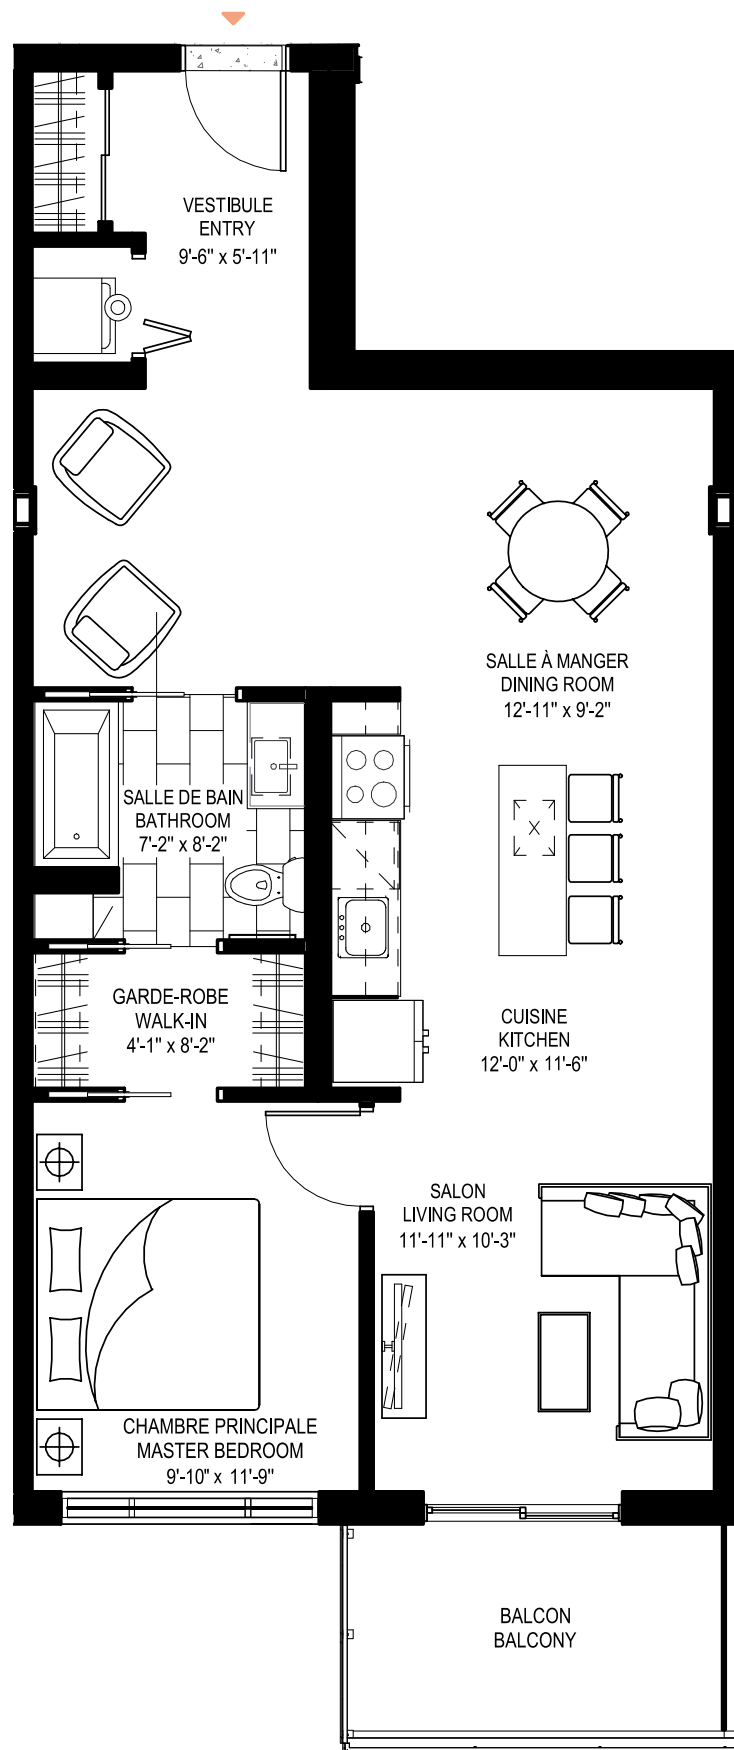 VESTIBULE
ENTRY
9'-6" x 5'-11"
SALLE À MANGER
DINING ROOM
12'-11" x 9'-2"
SALLE DE BAIN
BATHROOM
7'-2" x 8'-2"
GARDE-ROBE
WALK-IN
4'-1" x 8'-2"
CUISINE
KITCHEN
12'-0" x 11'-6"
SALON
LIVING ROOM
11'-11" x 10'-3"
CHAMBRE PRINCIPALE
MASTER BEDROOM
9'-10" x 11'-9"
BALCON
BALCONY